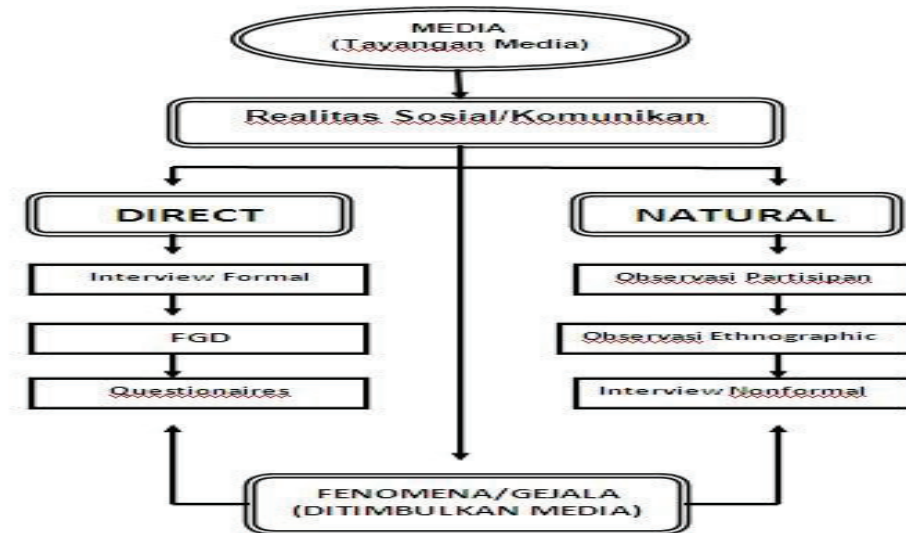 MEDIA
(Tayangan Media)
Realitas Sosial/Komunikan
DIRECT
Interview Formal
FGD
Questionaires
NATURAL
Observasi Partisipan
Observasi Ethnographic
Interview Nonformal
FENOMENA/GEJALA
(DITIMBULKAN MEDIA)